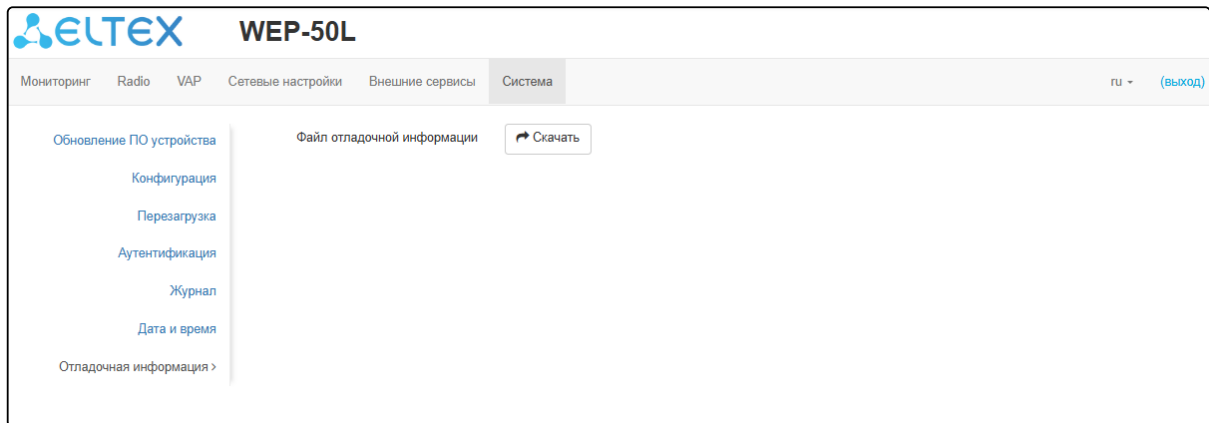 ELTEX WEP-50L
Мониторинг Radio VAP Сетевые настройки Внешние сервисы Система ru (выход)
Обновление ПО устройства Файл отладочной информации Скачать
Конфигурация
Перезагрузка
Аутентификация
Журнал
Дата и время
Отладочная информация >